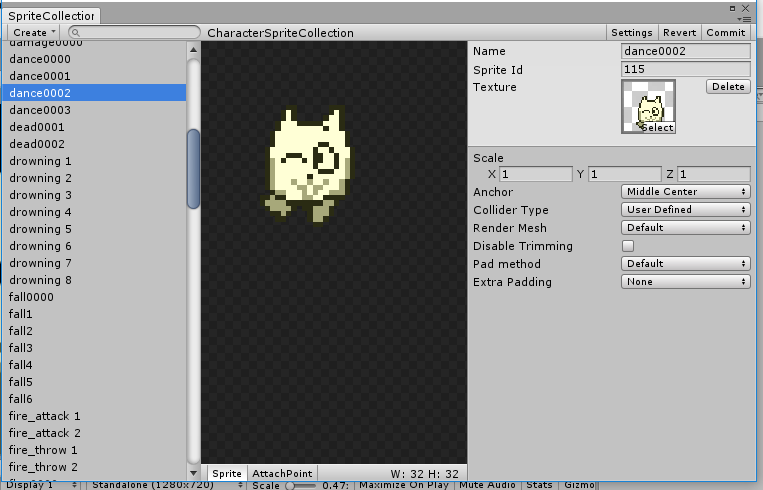 SpriteCollection
Create
CharacterSpriteCollection
Settings
Revert
Commit
damage0000
dance0000
dance0001
dance0002
dance0003
dead0001
dead0002
drowning 1
drowning 2
drowning 3
drowning 4
drowning 5
drowning 6
drowning 7
drowning 8
fall0000
fall1
fall2
fall3
fall4
fall5
fall6
fire_attack 1
fire_attack 2
fire_throw 1
fire_throw 2
Sprite
AttachPoint
W: 32 H: 32
Name
dance0002
Sprite Id
115
Texture
Select
Delete
Scale
X 1 Y 1 Z 1
Anchor
Middle Center
Collider Type
User Defined
Render Mesh
Default
Disable Trimming
Pad method
Default
Extra Padding
None
Display 1
Standalone (1280x720)
Scale
0.47:
Maximize On Play
Mute Audio
Stats
Gizmo